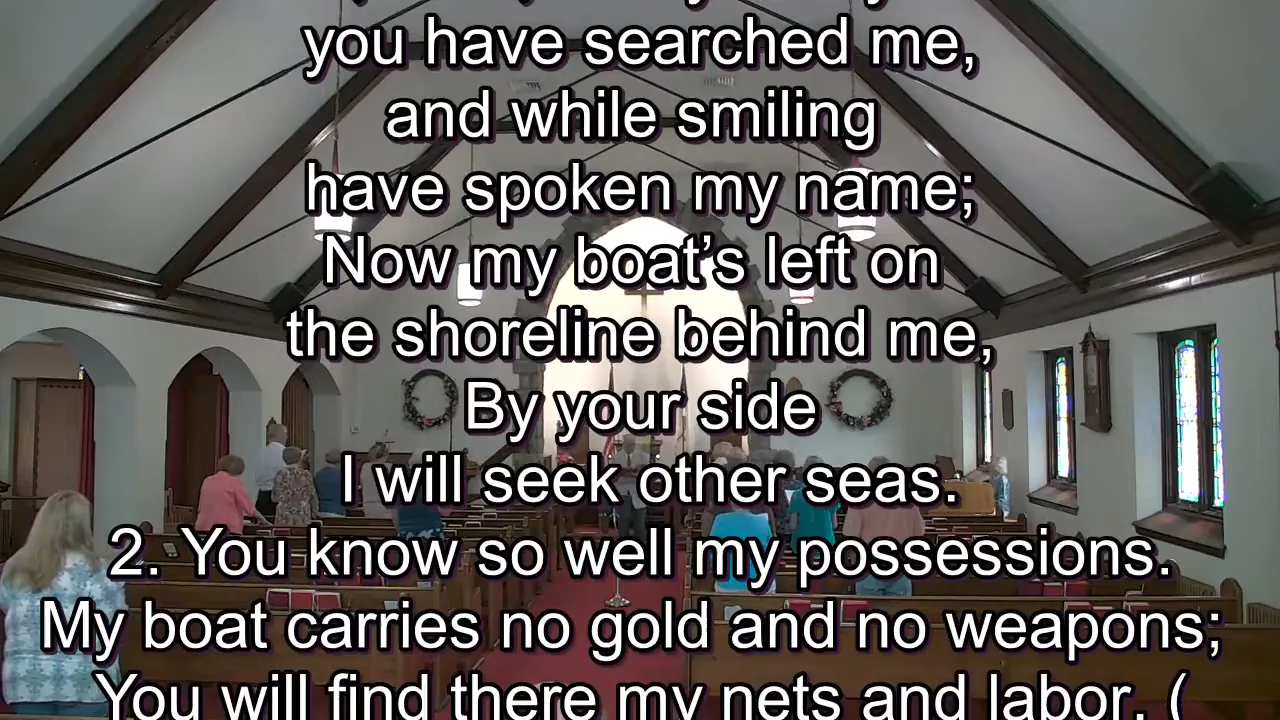 you have searched me,
and while smiling
have spoken my name;
Now my boat’s left on
the shoreline behind me,
By your side
I will seek other seas.
2. You know so well my possessions.
My boat carries no gold and no weapons;
You will find there my nets and labor. (